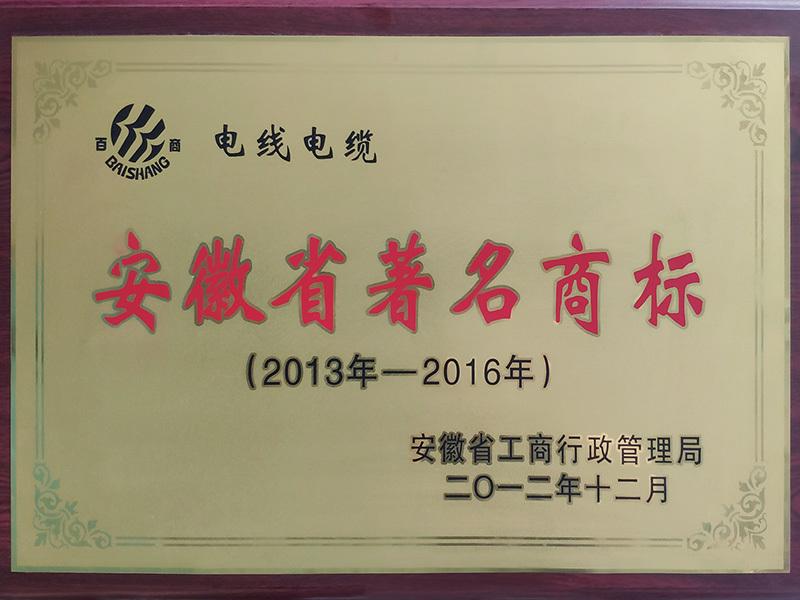 百 商 电线电缆
BAISHANG
安徽省著名商标
(2013年—2016年)
安徽省工商行政管理局
二〇一二年十二月